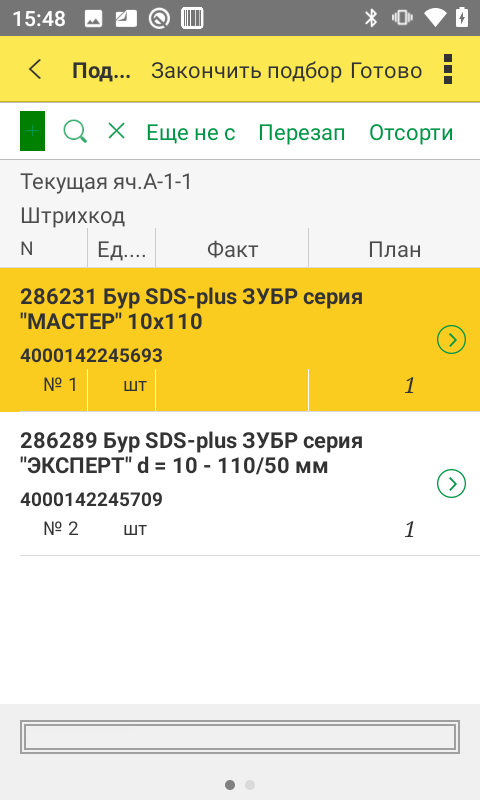 15:48
Под... Закончить подбор Готово
+ Еще не с Перезап Отсорти
Текущая яч.А-1-1
Штрихкод
N Ед.... Факт План
286231 Бур SDS-plus ЗУБР серия
"МАСТЕР" 10х110
4000142245693
№ 1 шт 1
286289 Бур SDS-plus ЗУБР серия
"ЭКСПЕРТ" d = 10 - 110/50 мм
4000142245709
№ 2 шт 1